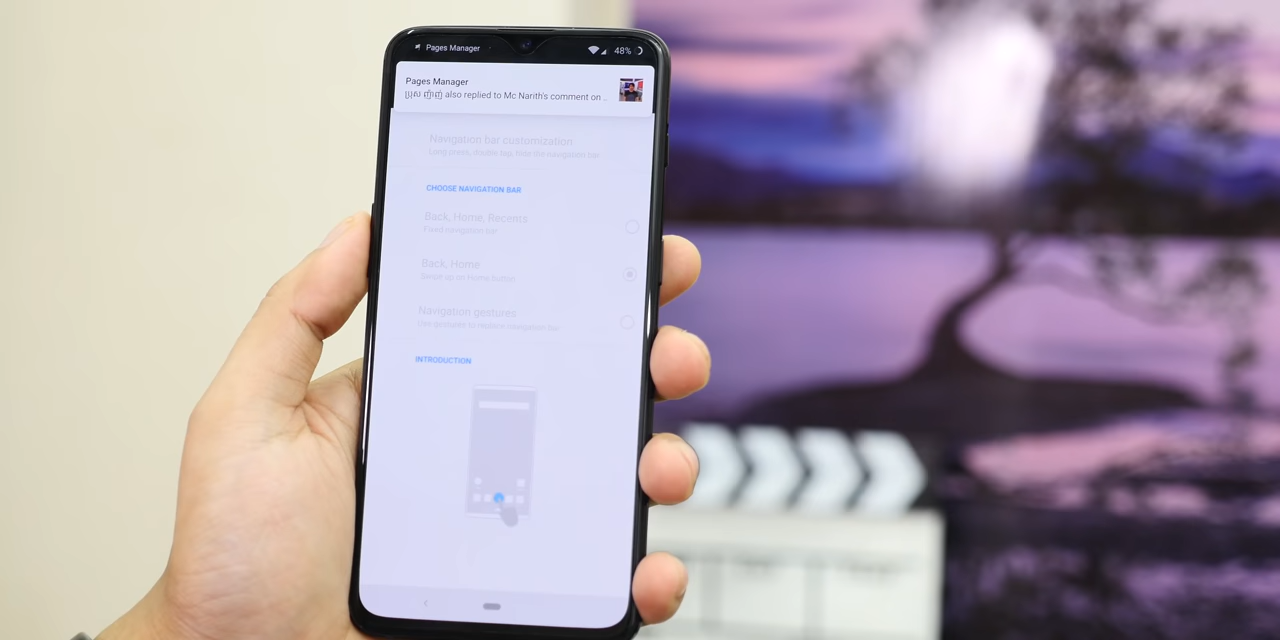 Pages Manager
48%
Pages Manager
also replied to Mc Narith's comment on ..
Navigation bar customization
Long press, double tap, hide the navigation bar
CHOOSE NAVIGATION BAR
Back, Home, Recents
Fixed navigation bar
Back, Home
Swipe up on Home button
Navigation gestures
Use gestures to replace navigation bar
INTRODUCTION